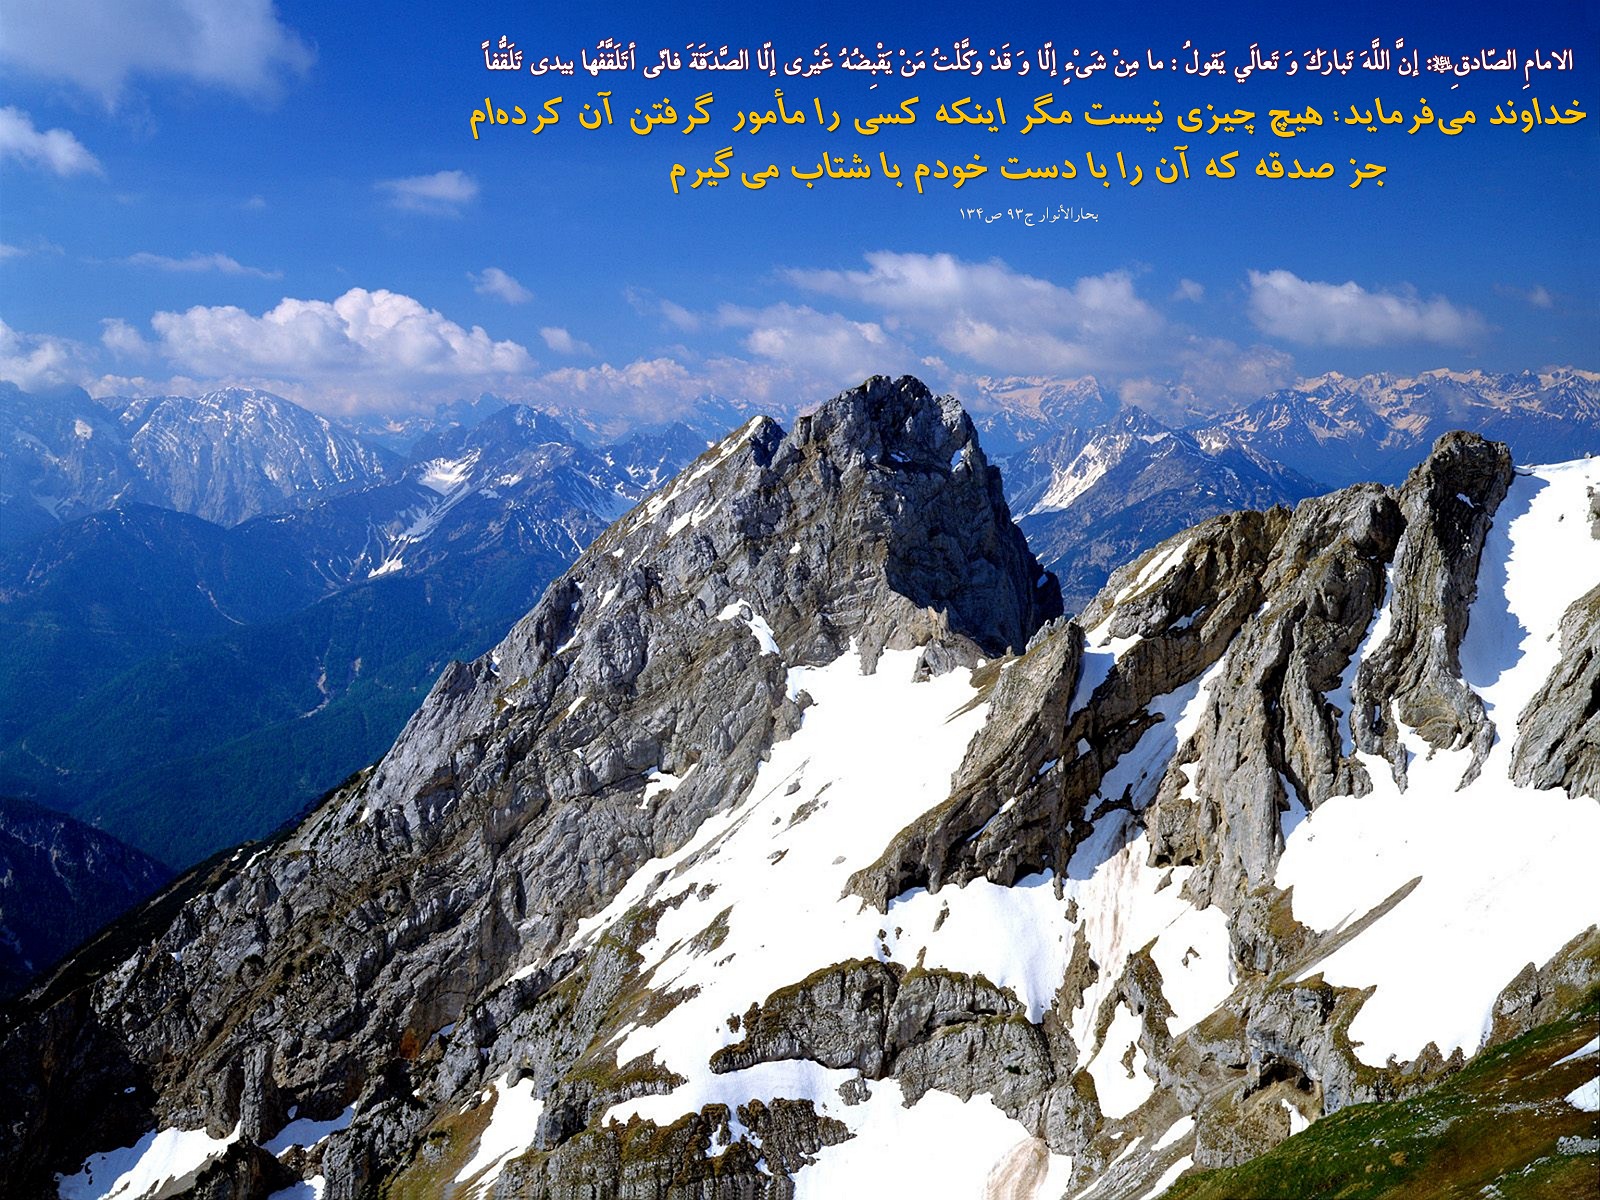 الامامِ الصّادقِ؏: إنَّ اللَّهَ تَبارَكَ وَ تَعالَي يَقولُ : ما مِنْ شَیْءٍ إلّا وَ قَدْ وَكَّلْتُ مَنْ یَقْبِضُهُ غَیْری إلّا الصَّدَقَةَ فانّی أتَلَقَّفُها بیدی تَلَقُّفاً
خداوند می‌فرماید: هیچ چیزی نیست مگر اینکه کسی را مأمور گرفتن آن کرده‌ام
جز صدقه که آن را با دست خودم با شتاب می گیرم
بحارالأنوار ج۹۳ ص۱۳۴